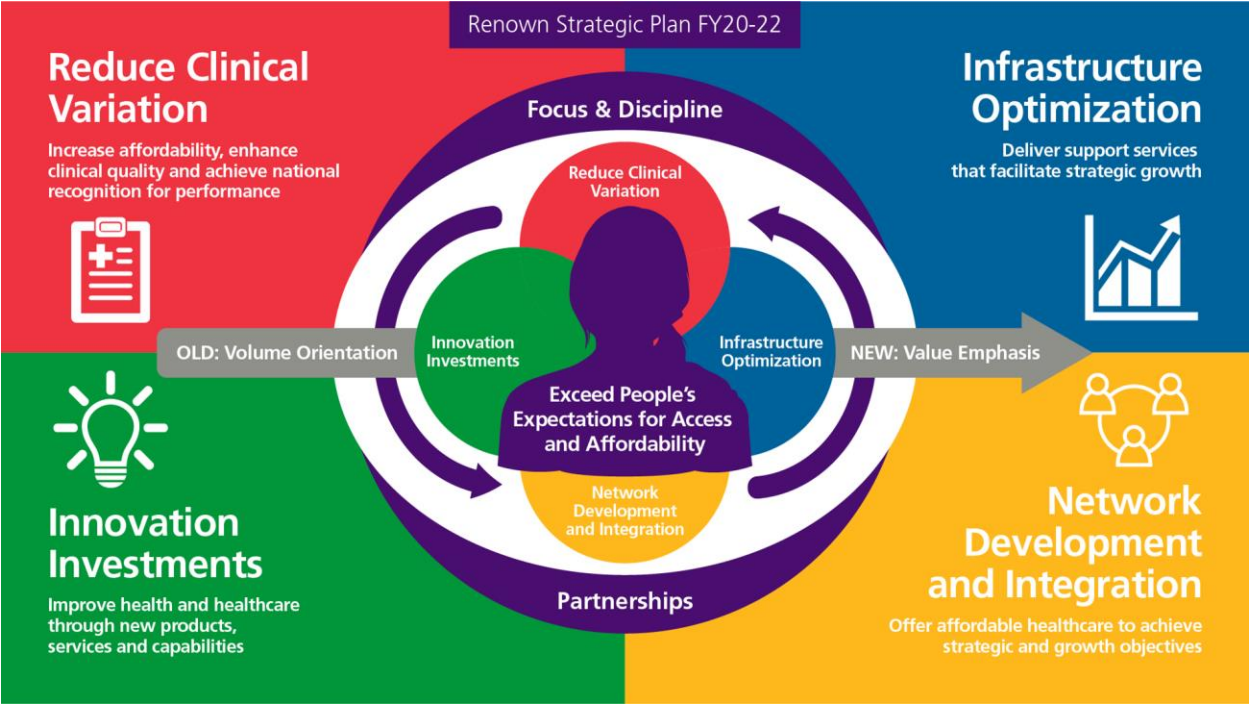 Renown Strategic Plan FY20-22
Reduce Clinical
Variation
Increase affordability, enhance
clinical quality and achieve national
recognition for performance
Infrastructure
Optimization
Deliver support services
that facilitate strategic growth
Focus & Discipline
Reduce Clinical
Variation
OLD: Volume Orientation
Innovation
Investments
Infrastructure
Optimization
NEW: Value Emphasis
Exceed People's
Expectations for Access
and Affordability
Network
Development
and Integration
Partnerships
Innovation
Investments
Improve health and healthcare
through new products,
services and capabilities
Network
Development
and Integration
Offer affordable healthcare to achieve
strategic and growth objectives